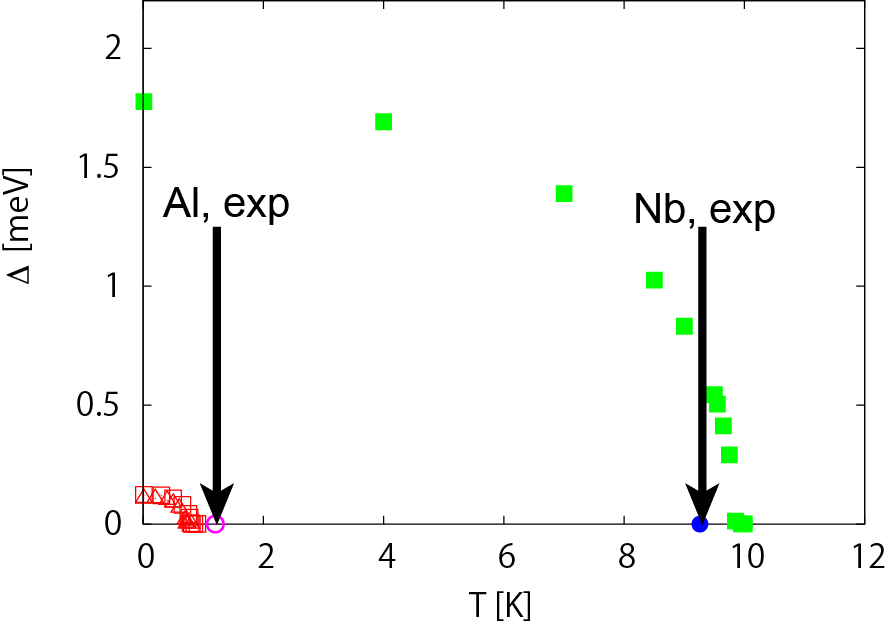 2
1.5
Al, exp
Nb, exp
Δ [meV]
1
0.5
0
0 2 4 6 8 10 12
T [K]